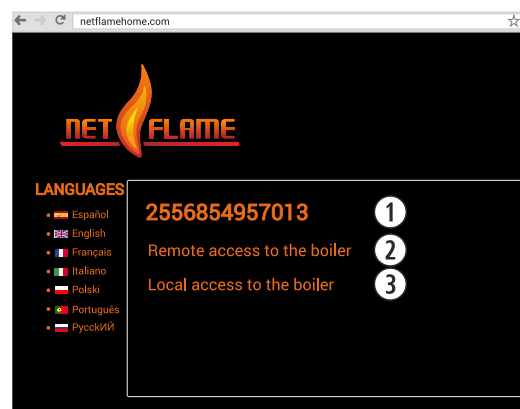 netflamehome.com
NET FLAME
LANGUAGES
Español
English
Français
Italiano
Polski
Português
РусскИЙ
2556854957013 1
Remote access to the boiler 2
Local access to the boiler 3